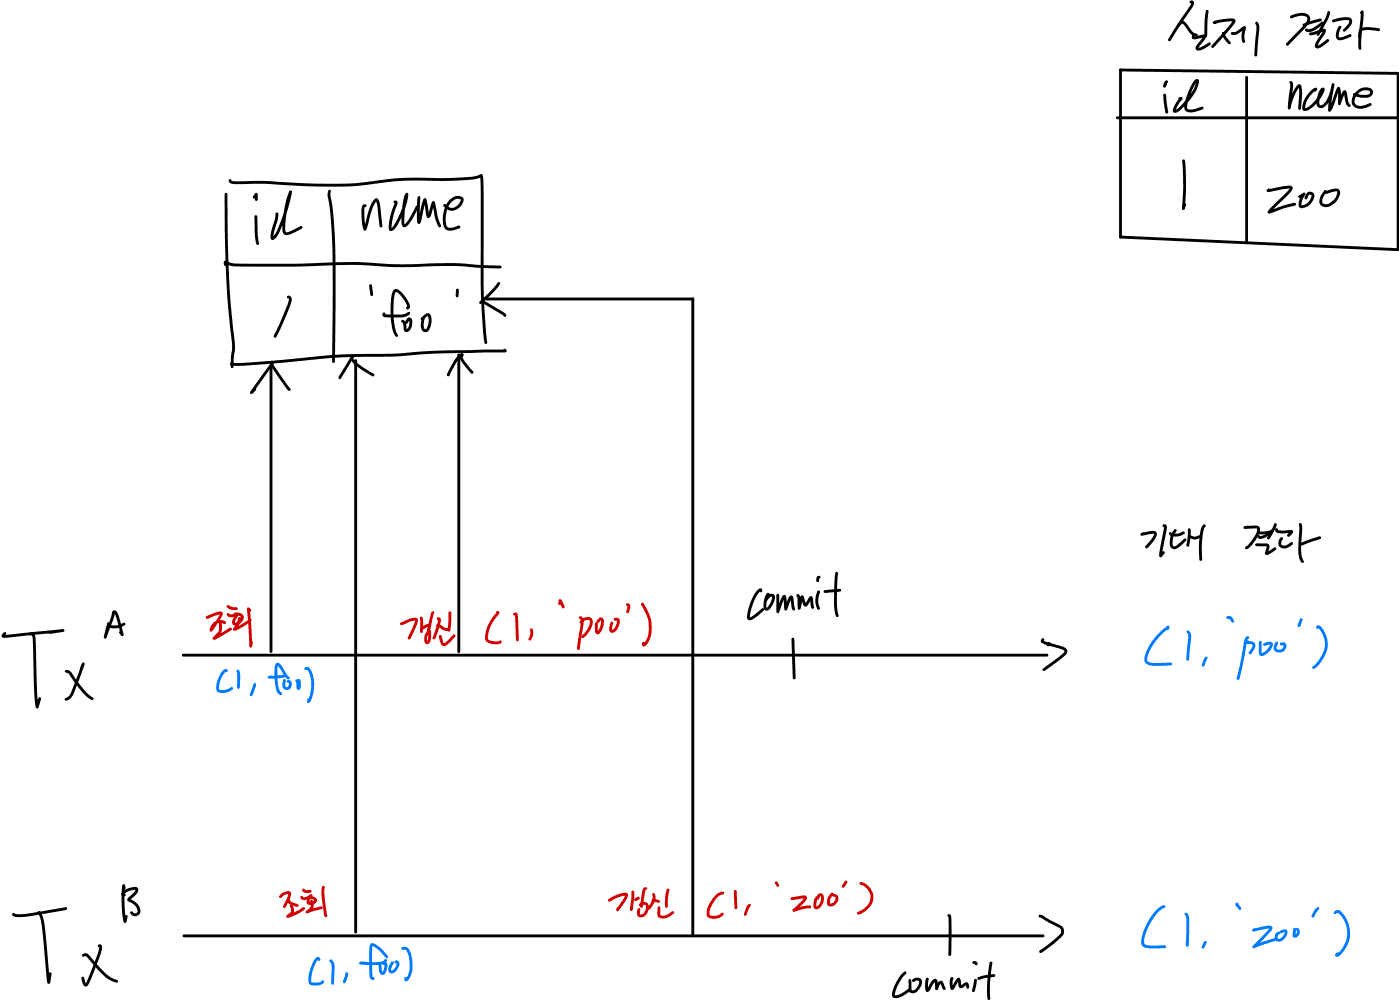 실제 결과
id name
1 zoo
id name
1 'foo'
기대 결과
commit
Tx A
조회
갱신 (1, 'poo')
(1, 'poo')
(1, foo)
Tx B
조회
갱신 (1, 'zoo')
(1, 'zoo')
(1, foo)
commit